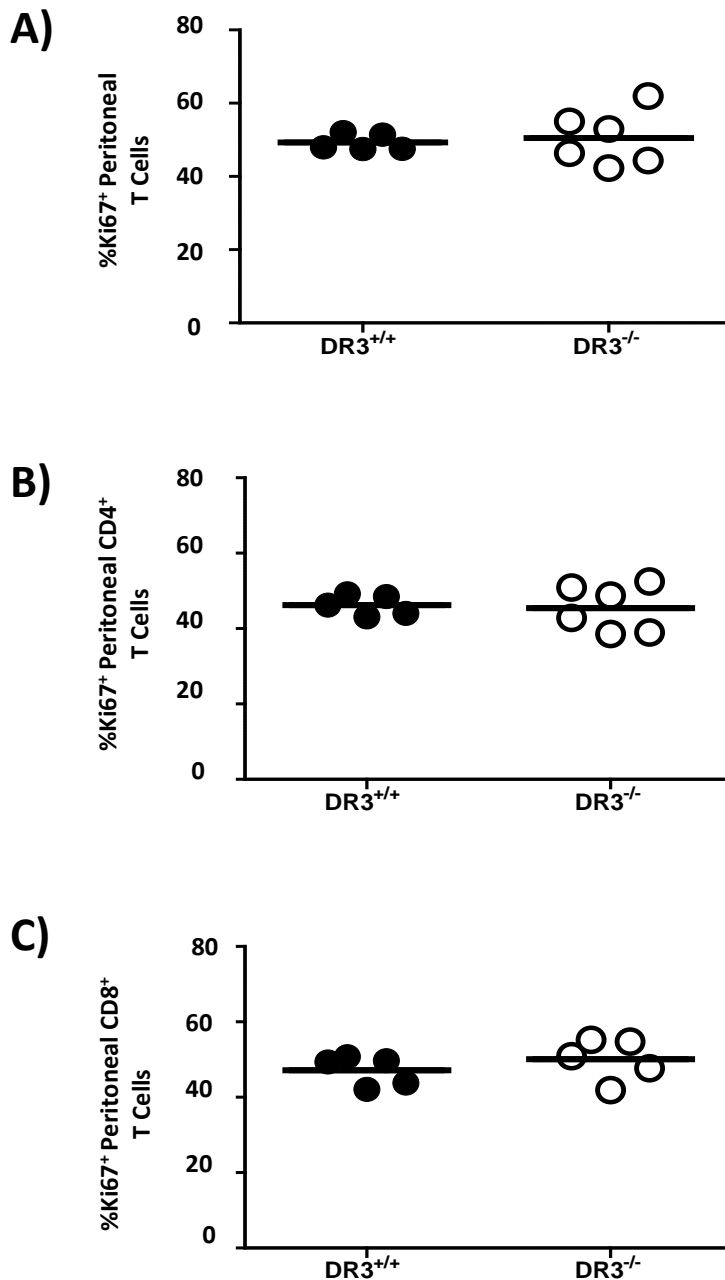 A)
%Ki67⁺ Peritoneal
T Cells
80
60
40
20
0
DR3⁺/⁺ DR3⁻/⁻
B)
%Ki67⁺ Peritoneal CD4⁺
T Cells
80
60
40
20
0
DR3⁺/⁺ DR3⁻/⁻
C)
%Ki67⁺ Peritoneal CD8⁺
T Cells
80
60
40
20
0
DR3⁺/⁺ DR3⁻/⁻